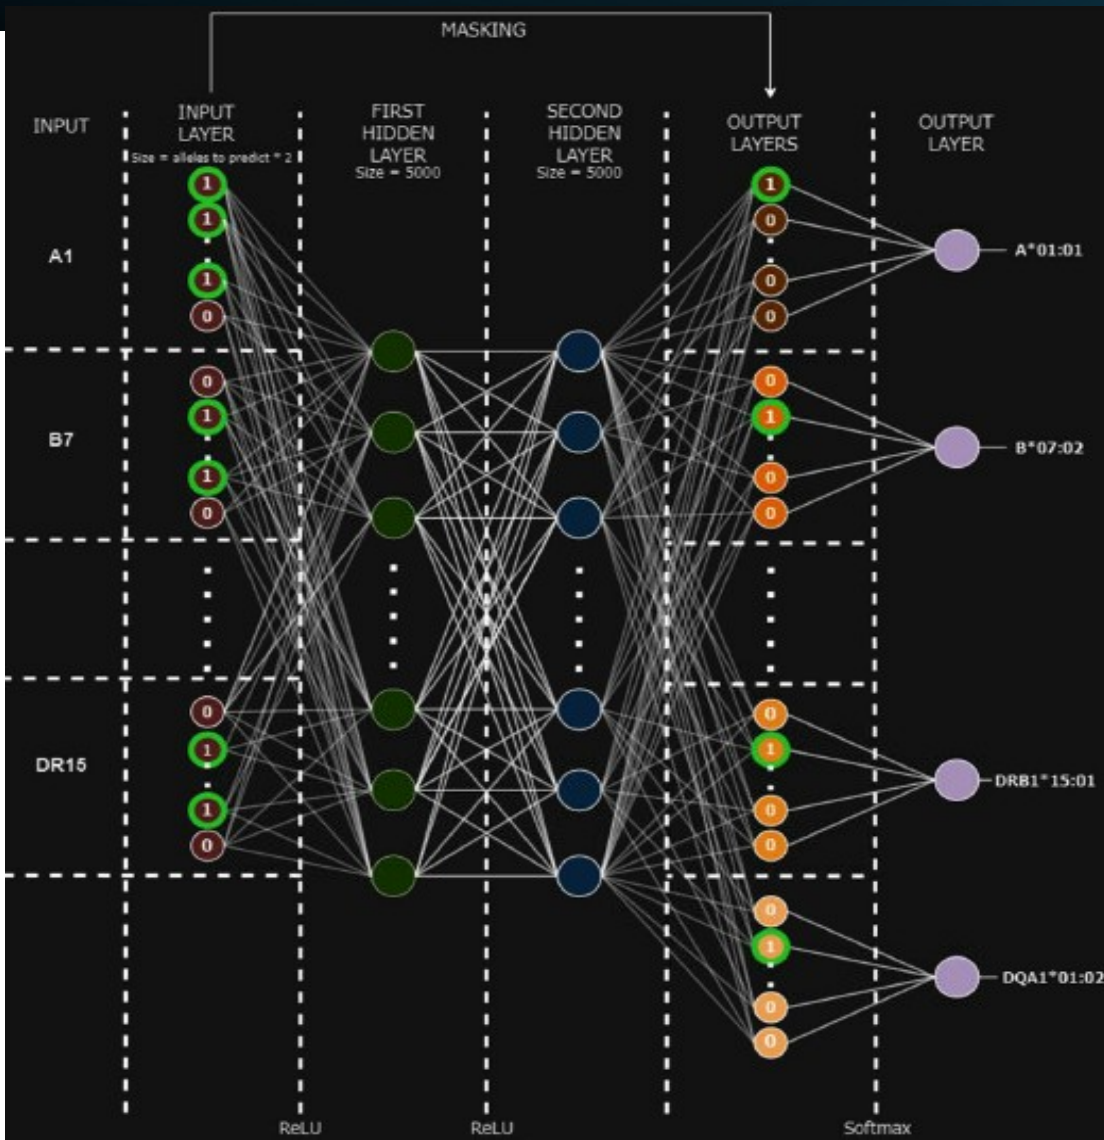 MASKING
INPUT
INPUT
LAYER
Size = alleles to predict * 2
FIRST
HIDDEN
LAYER
Size = 5000
SECOND
HIDDEN
LAYER
Size = 5000
OUTPUT
LAYERS
OUTPUT
LAYER
A1
1
1
1
0
1
0
0
0
A*01:01
B7
0
1
1
0
0
1
0
0
B*07:02
DR15
0
1
1
0
0
1
0
0
DRB1*15:01
0
1
0
0
DQA1*01:02
ReLU
ReLU
Softmax